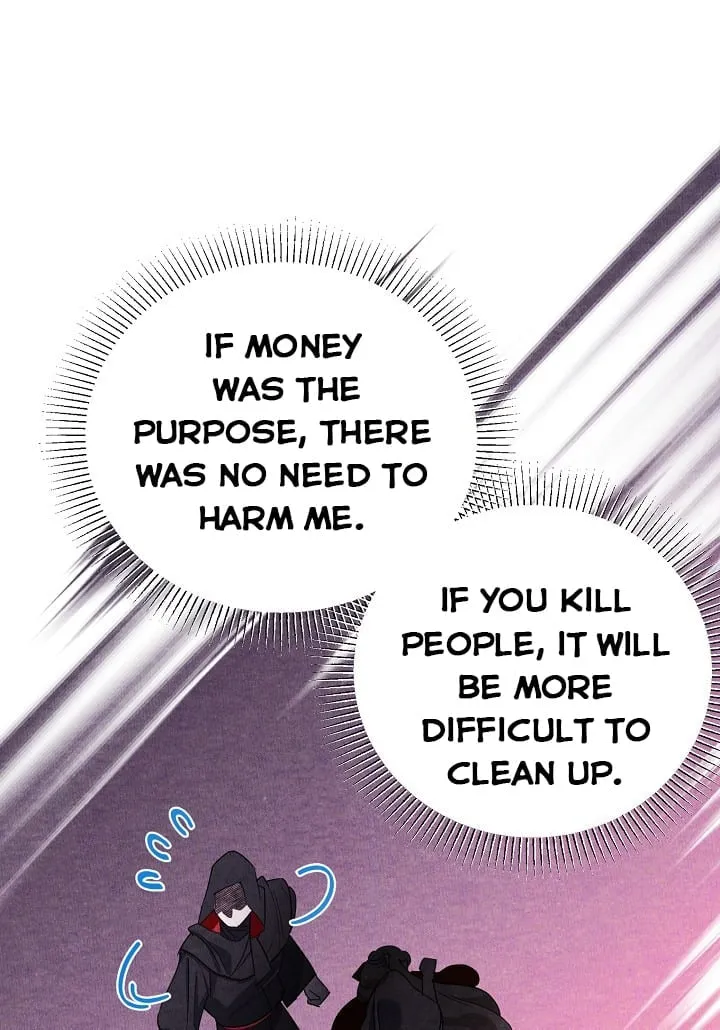 IF MONEY
WAS THE
PURPOSE, THERE
WAS NO NEED TO
HARM ME.
IF YOU KILL
PEOPLE, IT WILL
BE MORE
DIFFICULT TO
CLEAN UP.